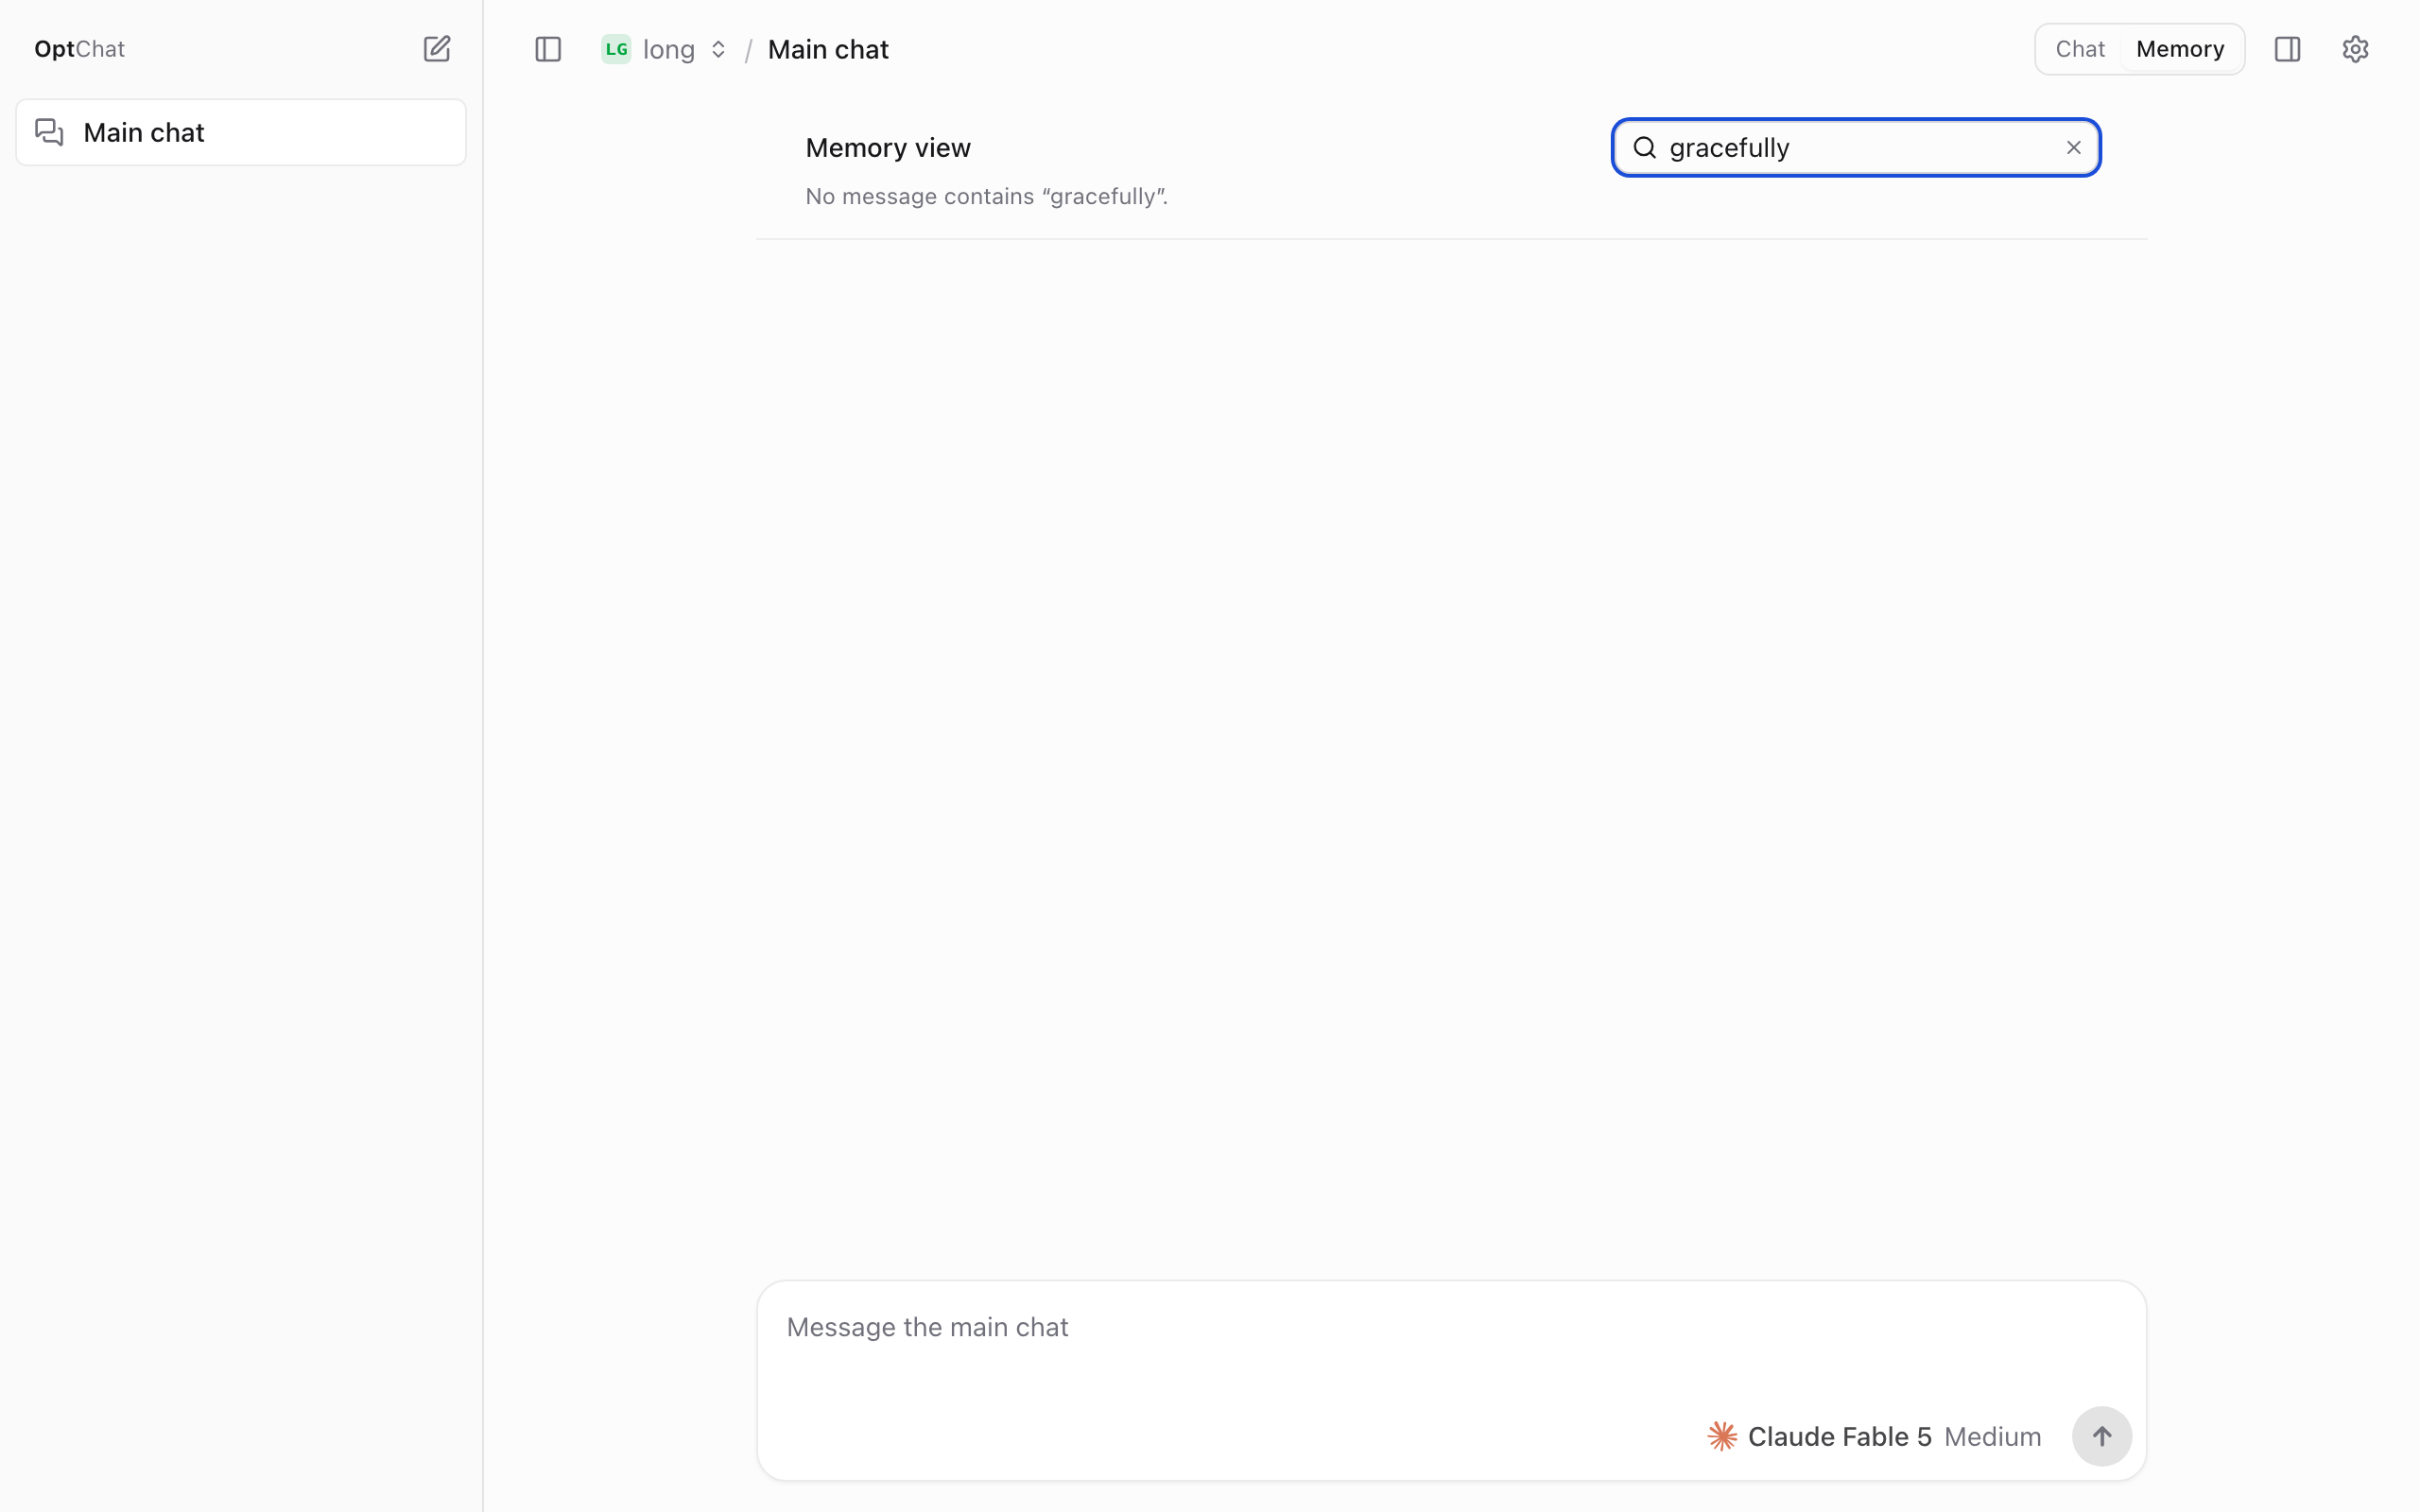 OptChat
Main chat
LG long / Main chat
Chat Memory
Memory view
gracefully
No message contains “gracefully”.
Message the main chat
Claude Fable 5 Medium